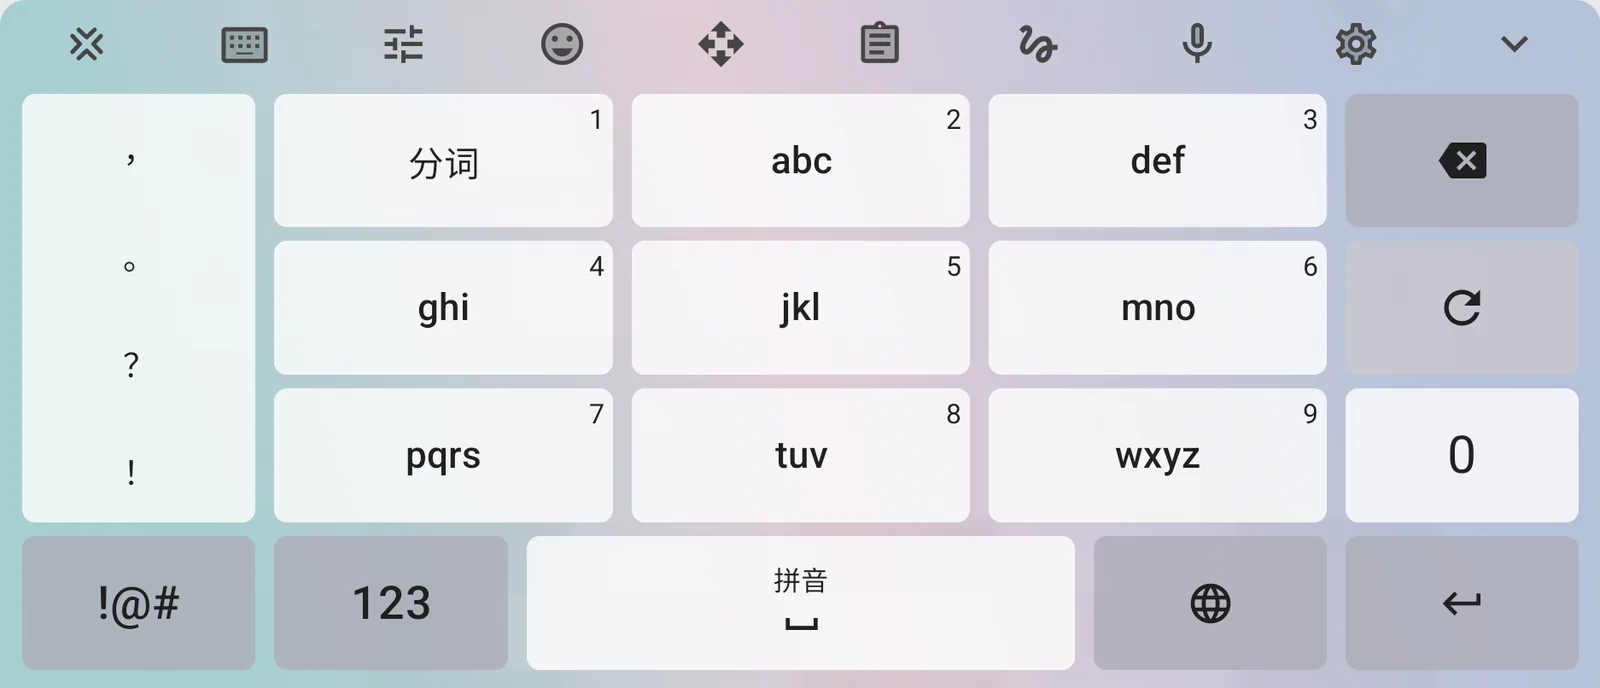 ，
。
？
！
分词 1
abc 2
def 3
ghi 4
jkl 5
mno 6
pqrs 7
tuv 8
wxyz 9
0
!@#
123
拼音